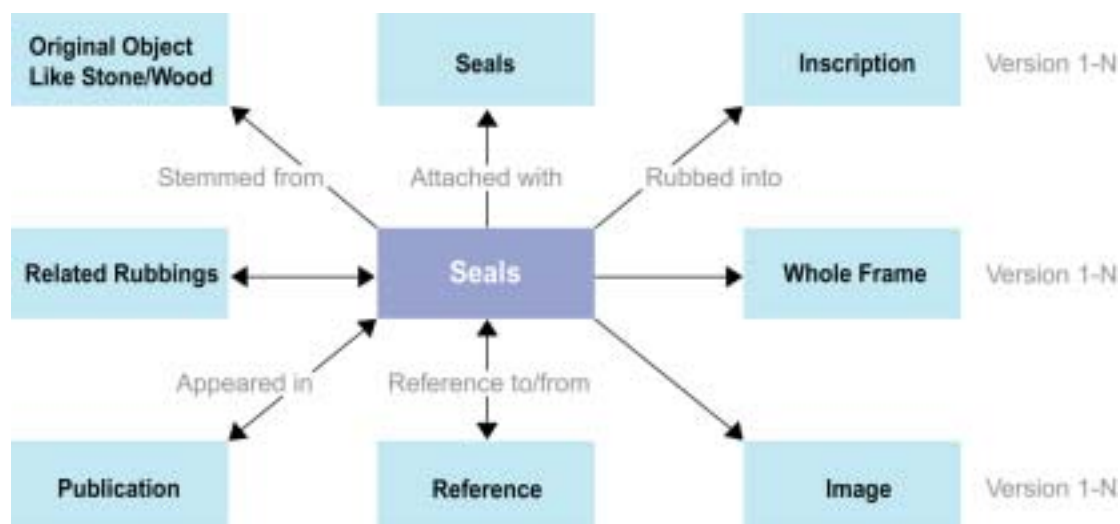 Original Object
Like Stone/Wood
Seals
Inscription
Version 1-N
Stemmed from
Attached with
Rubbed into
Related Rubbings
Seals
Whole Frame
Version 1-N
Appeared in
Reference to/from
Publication
Reference
Image
Version 1-N